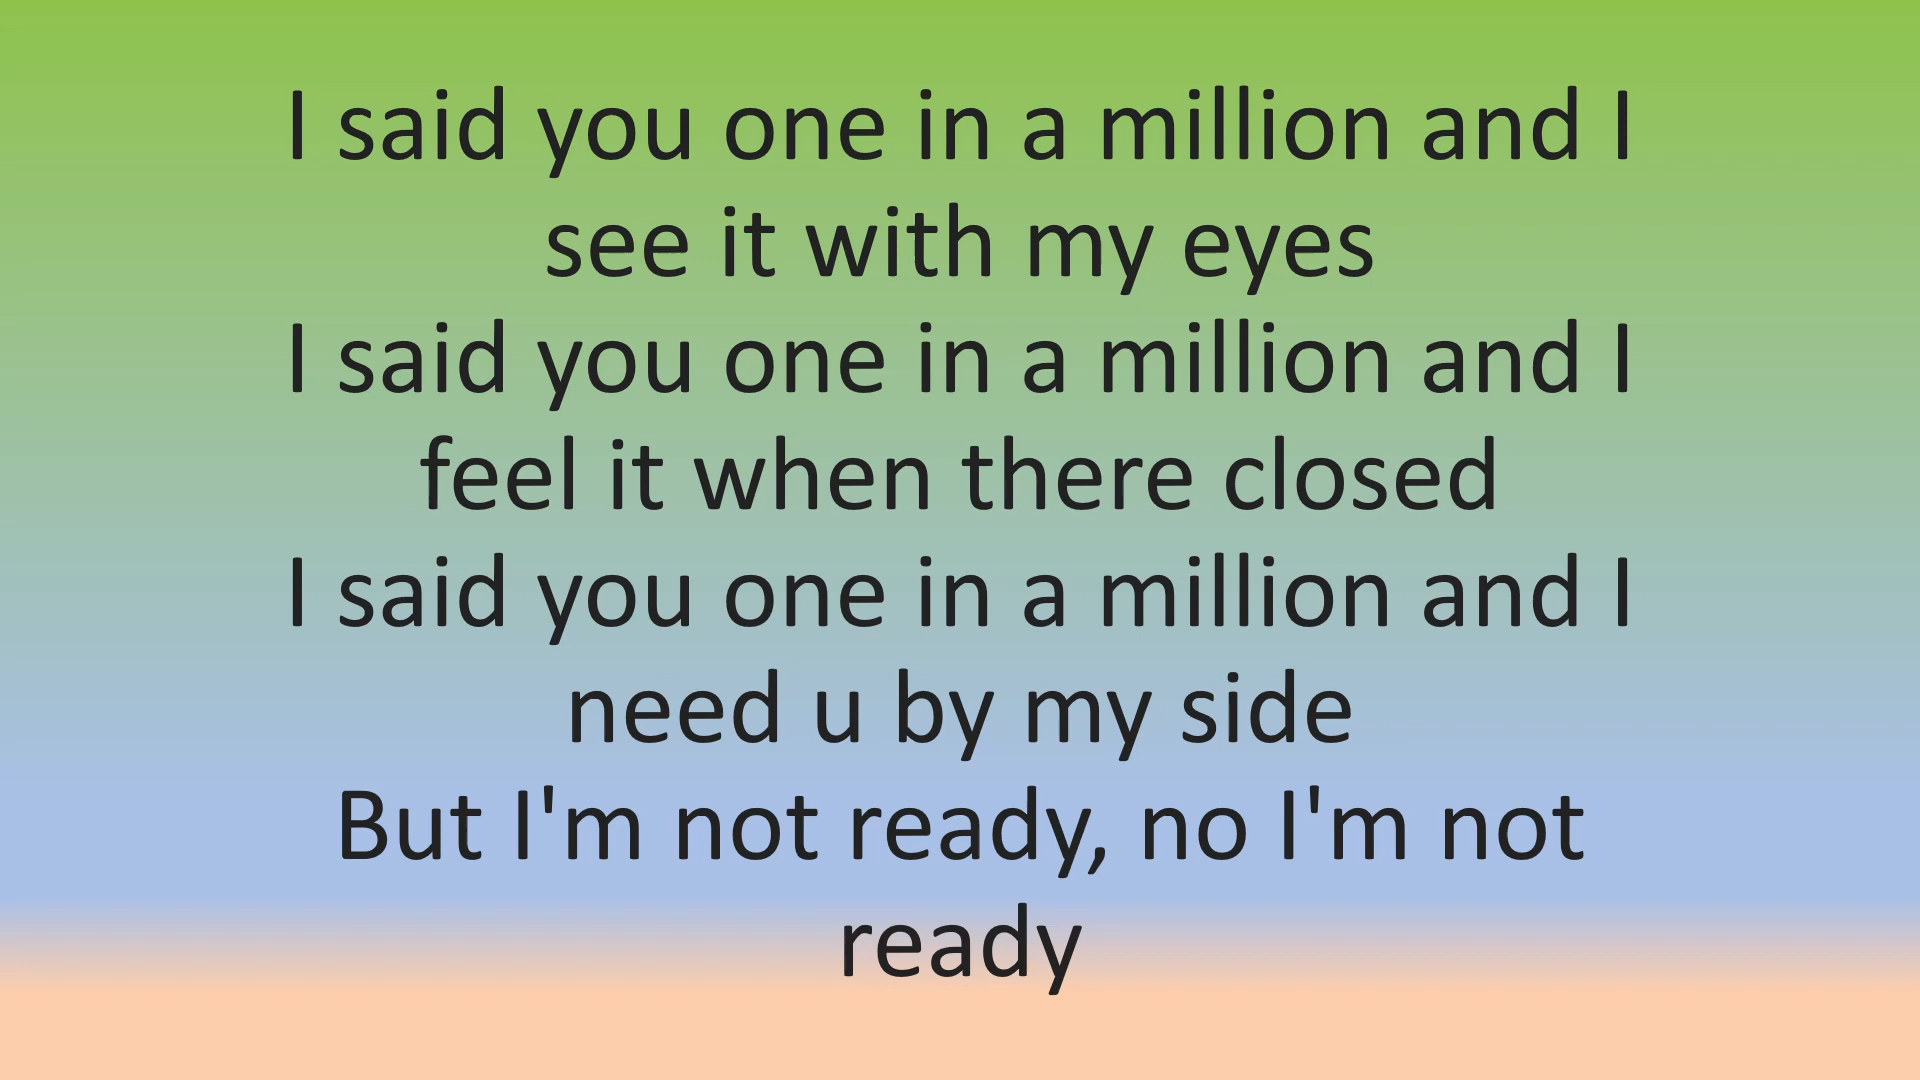 I said you one in a million and I
see it with my eyes
I said you one in a million and I
feel it when there closed
I said you one in a million and I
need u by my side
But I'm not ready, no I'm not
ready